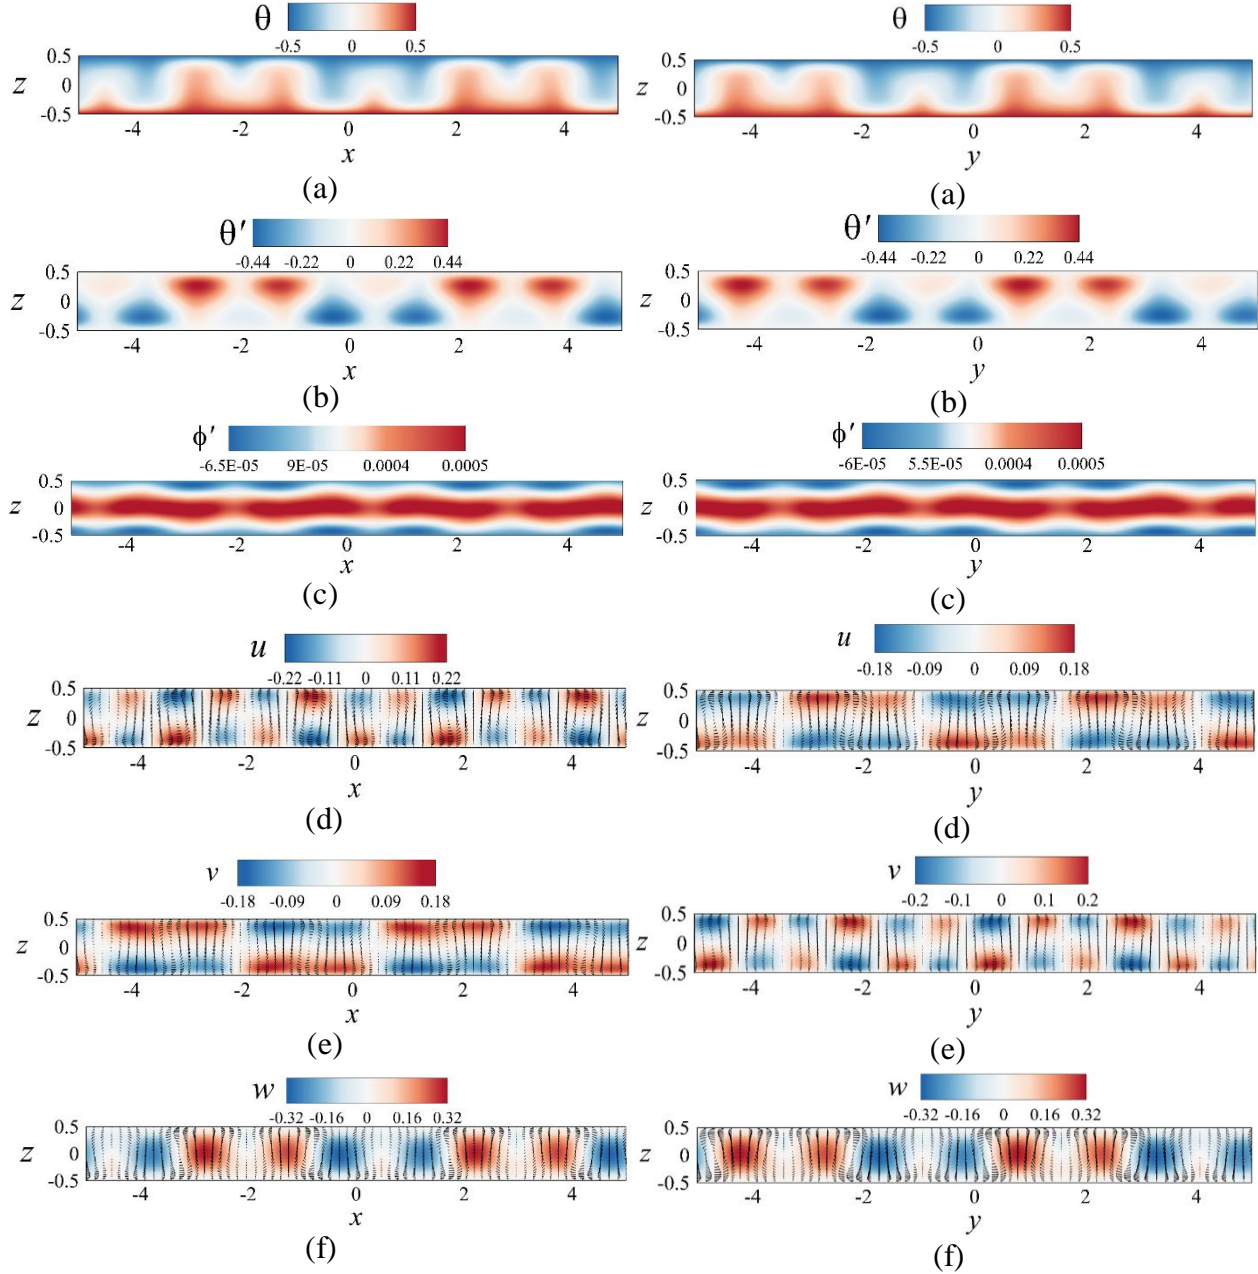 θ
-0.5 0 0.5
z
0.5
0
-0.5
-4 -2 0 2 4
x
(a)
θ
-0.5 0 0.5
z
0.5
0
-0.5
-4 -2 0 2 4
y
(a)
θ′
-0.44 -0.22 0 0.22 0.44
z
0.5
0
-0.5
-4 -2 0 2 4
x
(b)
θ′
-0.44 -0.22 0 0.22 0.44
z
0.5
0
-0.5
-4 -2 0 2 4
y
(b)
ϕ′
-6.5E-05 9E-05 0.0004 0.0005
z
0.5
0
-0.5
-4 -2 0 2 4
x
(c)
ϕ′
-6E-05 5.5E-05 0.0004 0.0005
z
0.5
0
-0.5
-4 -2 0 2 4
y
(c)
u
-0.22 -0.11 0 0.11 0.22
z
0.5
0
-0.5
-4 -2 0 2 4
x
(d)
u
-0.18 -0.09 0 0.09 0.18
z
0.5
0
-0.5
-4 -2 0 2 4
y
(d)
v
-0.18 -0.09 0 0.09 0.18
z
0.5
0
-0.5
-4 -2 0 2 4
x
(e)
v
-0.2 -0.1 0 0.1 0.2
z
0.5
0
-0.5
-4 -2 0 2 4
y
(e)
w
-0.32 -0.16 0 0.16 0.32
z
0.5
0
-0.5
-4 -2 0 2 4
x
(f)
w
-0.32 -0.16 0 0.16 0.32
z
0.5
0
-0.5
-4 -2 0 2 4
y
(f)